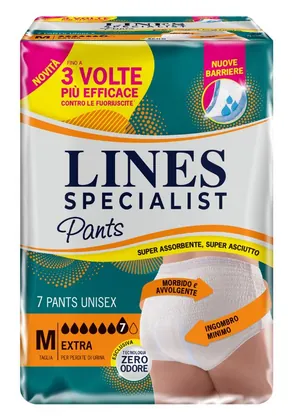 NOVITÀ
FINO A
3 VOLTE
PIÙ EFFICACE
CONTRO LE FUORIUSCITE*
NUOVE
BARRIERE
LINES
SPECIALIST
Pants
SUPER ASSORBENTE, SUPER ASCIUTTO
7 PANTS UNISEX
MORBIDO E
AVVOLGENTE
INGOMBRO
MINIMO
M
TAGLIA
7
EXTRA
PER PERDITE DI URINA
ESCLUSIVA
TECNOLOGIA
ZERO
ODORE